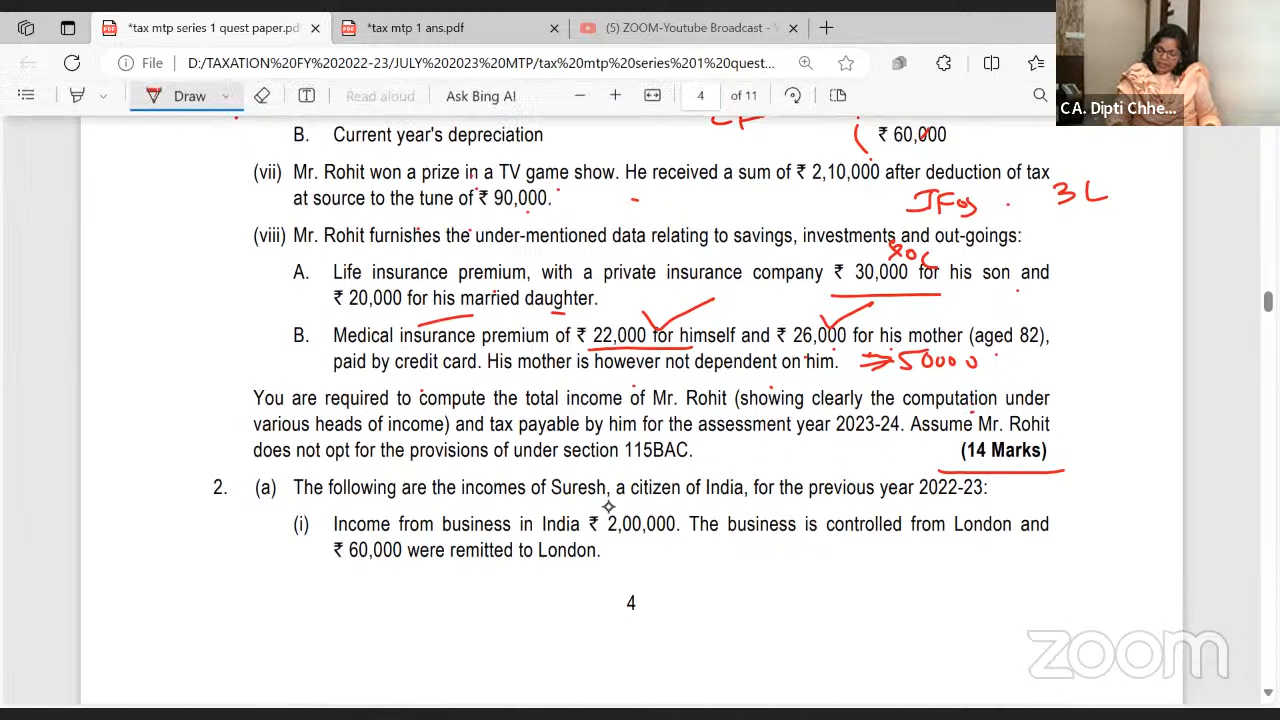 *tax mtp series 1 quest paper.pd
*tax mtp 1 ans.pdf
(5) ZOOM-Youtube Broadcast -
File
D:/TAXATION%20FY%202022-23/JULY%202023%20MTP/tax%20mtp%20series%201%20quest...
Draw
Read aloud
Ask Bing AI
4 of 11
C A. Dipti Chhe...
B. Current year's depreciation ₹ 60,000
(vii) Mr. Rohit won a prize in a TV game show. He received a sum of ₹ 2,10,000 after deduction of tax
at source to the tune of ₹ 90,000.
IFOS 3 L
(viii) Mr. Rohit furnishes the under-mentioned data relating to savings, investments and out-goings:
80C
A. Life insurance premium, with a private insurance company ₹ 30,000 for his son and
₹ 20,000 for his married daughter.
B. Medical insurance premium of ₹ 22,000 for himself and ₹ 26,000 for his mother (aged 82),
paid by credit card. His mother is however not dependent on him. ⇒ 50000
You are required to compute the total income of Mr. Rohit (showing clearly the computation under
various heads of income) and tax payable by him for the assessment year 2023-24. Assume Mr. Rohit
does not opt for the provisions of under section 115BAC. (14 Marks)
2. (a) The following are the incomes of Suresh, a citizen of India, for the previous year 2022-23:
(i) Income from business in India ₹ 2,00,000. The business is controlled from London and
₹ 60,000 were remitted to London.
4
zoom